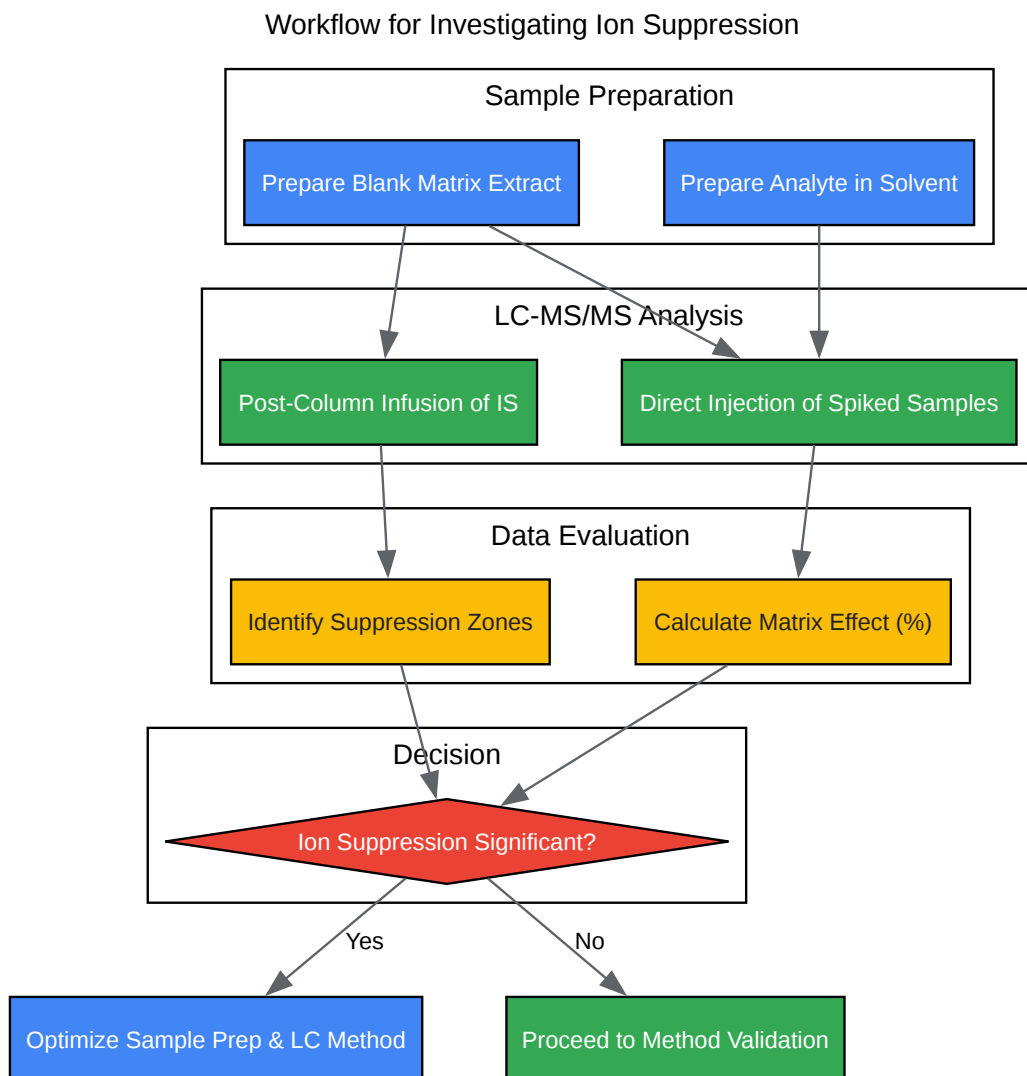 Workflow for Investigating Ion Suppression
Sample Preparation
Prepare Blank Matrix Extract
Prepare Analyte in Solvent
LC-MS/MS Analysis
Post-Column Infusion of IS
Direct Injection of Spiked Samples
Data Evaluation
Identify Suppression Zones
Calculate Matrix Effect (%)
Decision
Ion Suppression Significant?
Yes
No
Optimize Sample Prep & LC Method
Proceed to Method Validation